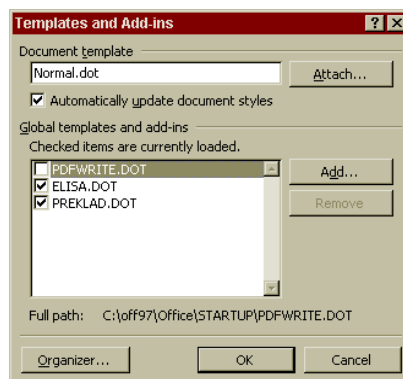 Templates and Add-ins
Document template
Normal.dot
Attach...
Automatically update document styles
Global templates and add-ins
Checked items are currently loaded.
PDFWRITE.DOT
ELISA.DOT
PREKLAD.DOT
Add...
Remove
Full path: C:\off97\Office\STARTUP\PDFWRITE.DOT
Organizer... OK Cancel